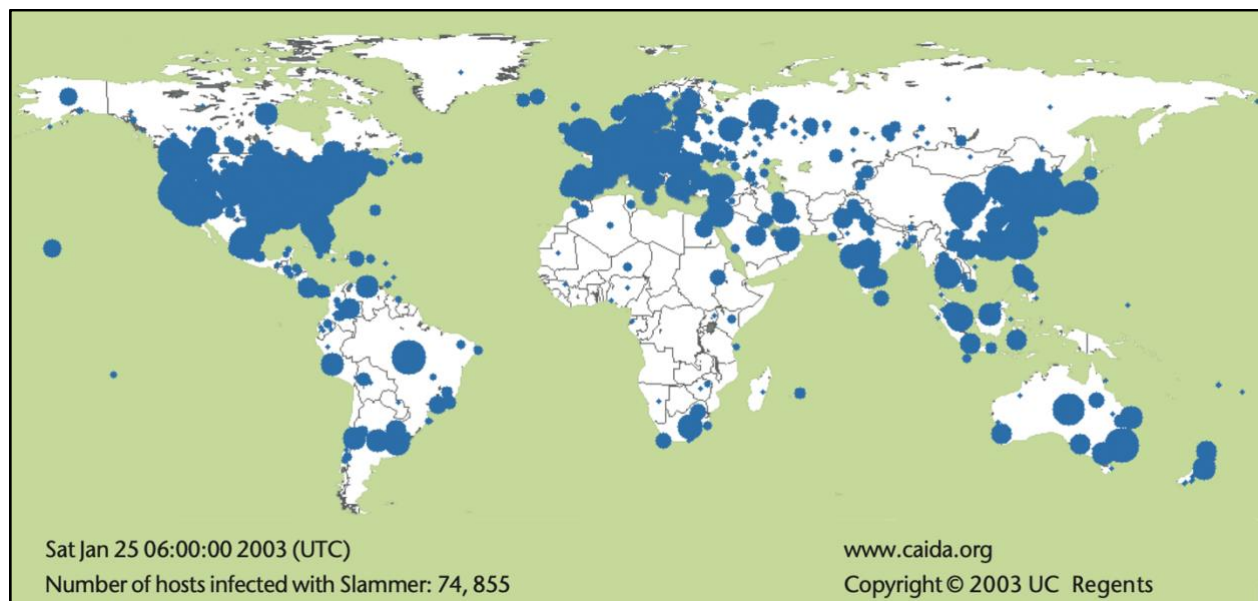 Sat Jan 25 06:00:00 2003 (UTC)
Number of hosts infected with Slammer: 74, 855
www.caida.org
Copyright © 2003 UC Regents